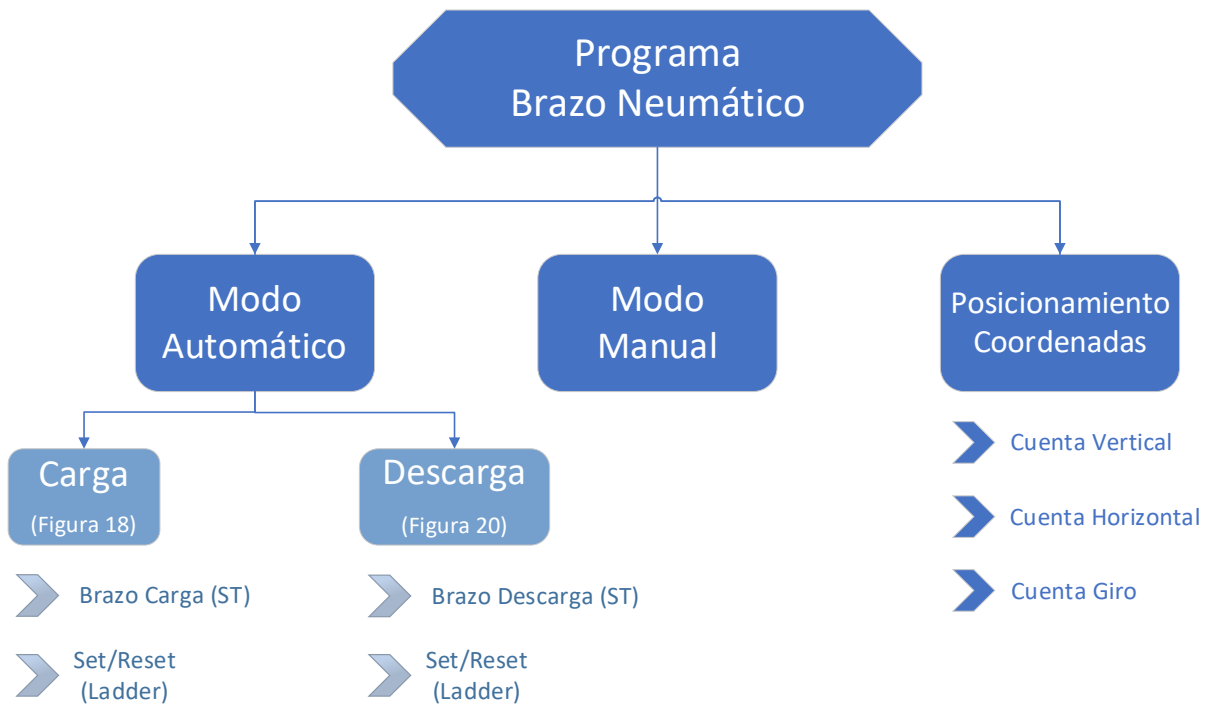 Programa
Brazo Neumático
Modo
Automático
Modo
Manual
Posicionamiento
Coordenadas
Carga
(Figura 18)
Descarga
(Figura 20)
Cuenta Vertical
Cuenta Horizontal
Cuenta Giro
Brazo Carga (ST)
Set/Reset
(Ladder)
Brazo Descarga (ST)
Set/Reset
(Ladder)